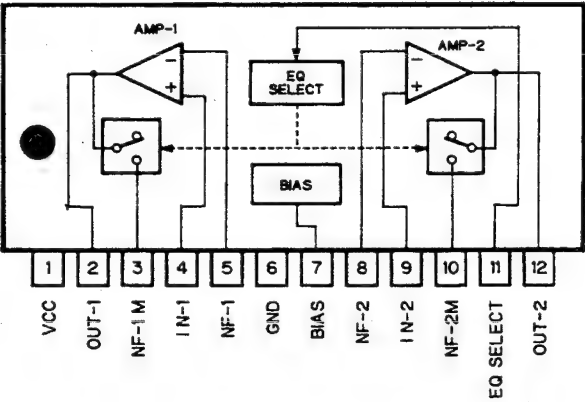 AMP-1
AMP-2
-
+
-
+
EQ
SELECT
BIAS
1 2 3 4 5 6 7 8 9 10 11 12
VCC
OUT-1
NF-1M
IN-1
NF-1
GND
BIAS
NF-2
IN-2
NF-2M
EQ SELECT
OUT-2